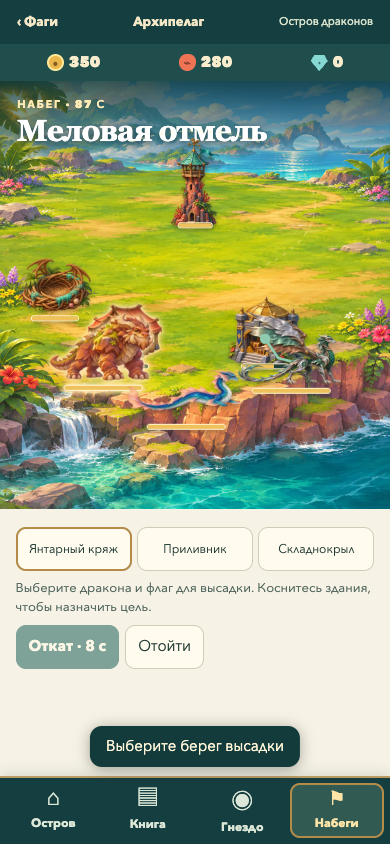 ‹ Фаги
Архипелаг
Остров драконов
350
280
0
НАБЕГ · 87 С
Меловая отмель
Янтарный кряж
Приливник
Складнокрыл
Выберите дракона и флаг для высадки. Коснитесь здания,
чтобы назначить цель.
Откат · 8 с
Отойти
Выберите берег высадки
Остров
Книга
Гнездо
Набеги